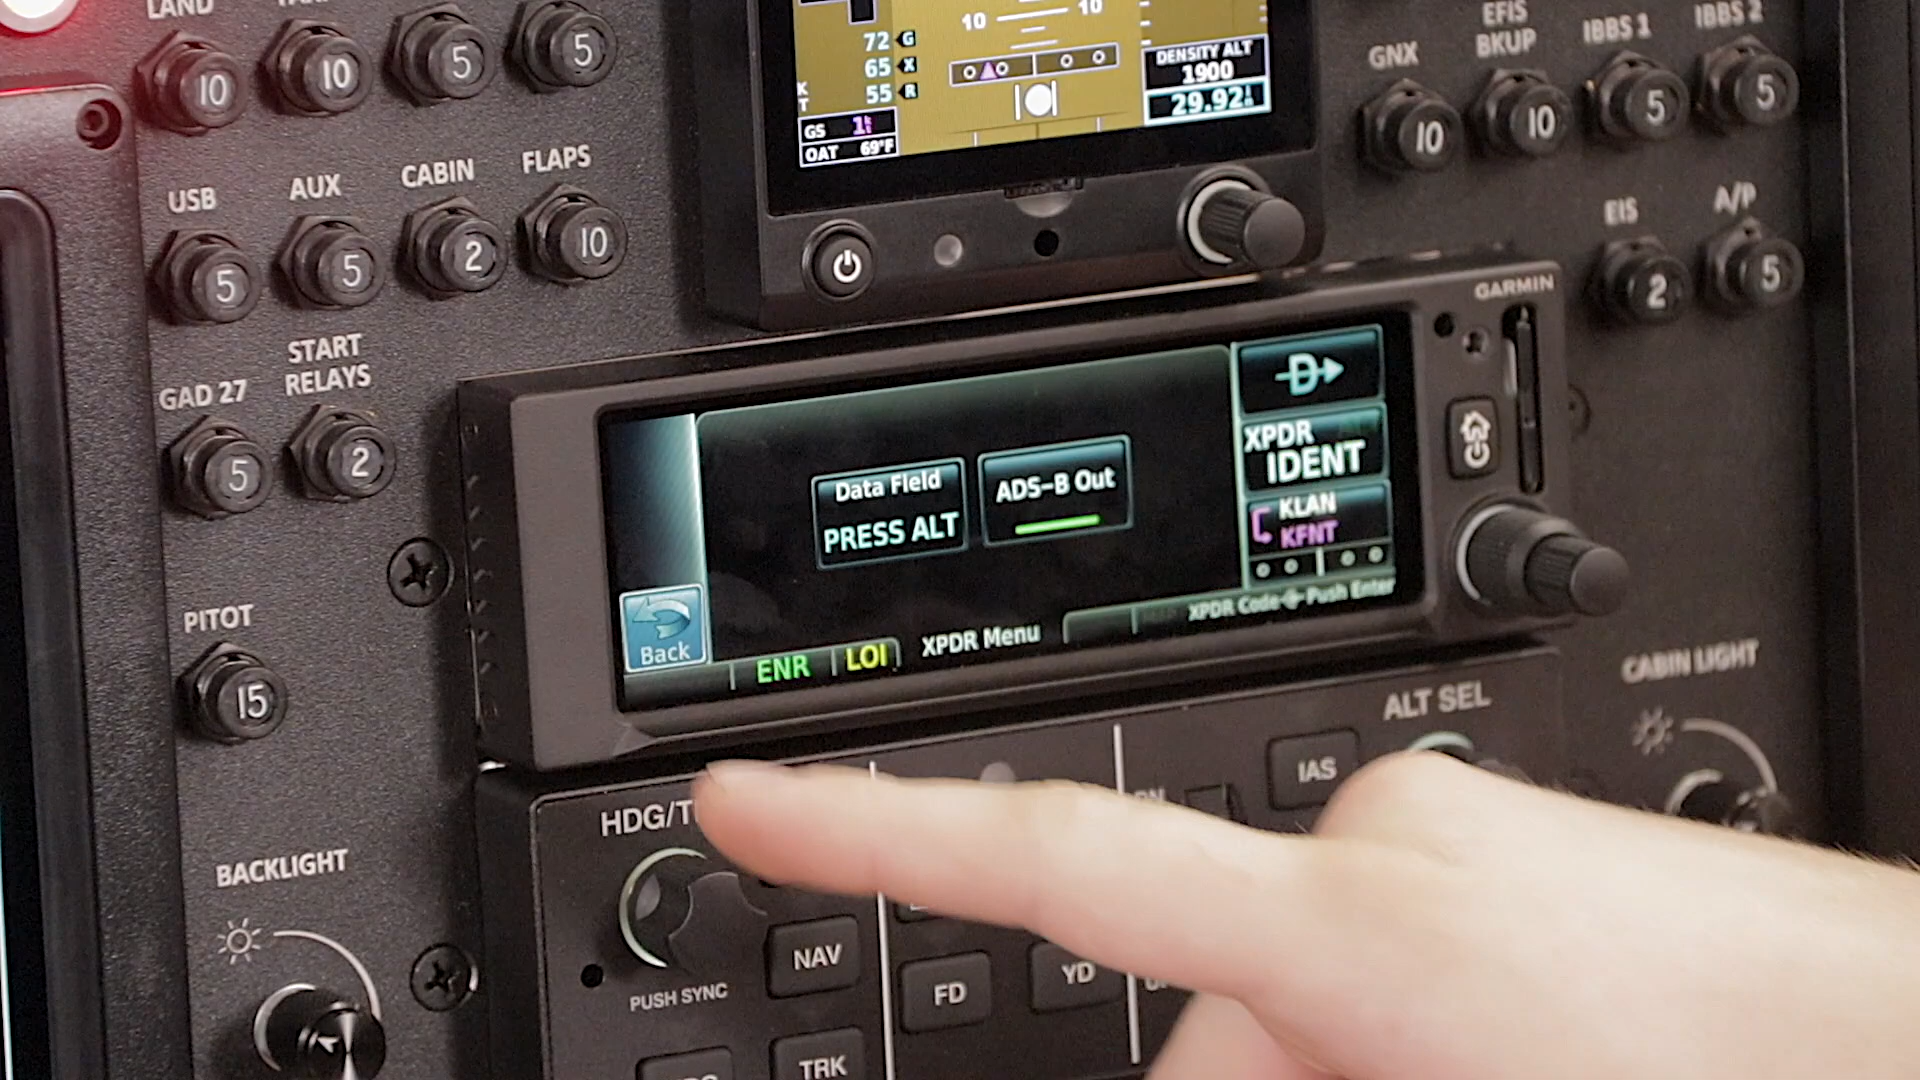 LAND
10
10
5
5
USB
AUX
CABIN
FLAPS
5
5
2
10
GAD 27
START
RELAYS
5
2
PITOT
15
BACKLIGHT
10
10
72 G
65 X
55 R
K
T
GS 1
OAT 69°F
DENSITY ALT
1900
29.92
GNX
EFIS
BKUP
IBBS 1
IBBS 2
10
10
5
5
EIS
A/P
2
5
GARMIN
Data Field
PRESS ALT
ADS-B Out
D
XPDR
IDENT
KLAN
KFNT
Back
ENR
LOI
XPDR Menu
XPDR Code
Push Enter
CABIN LIGHT
ALT SEL
IAS
NAV
PUSH SYNC
FD
YD
TRK